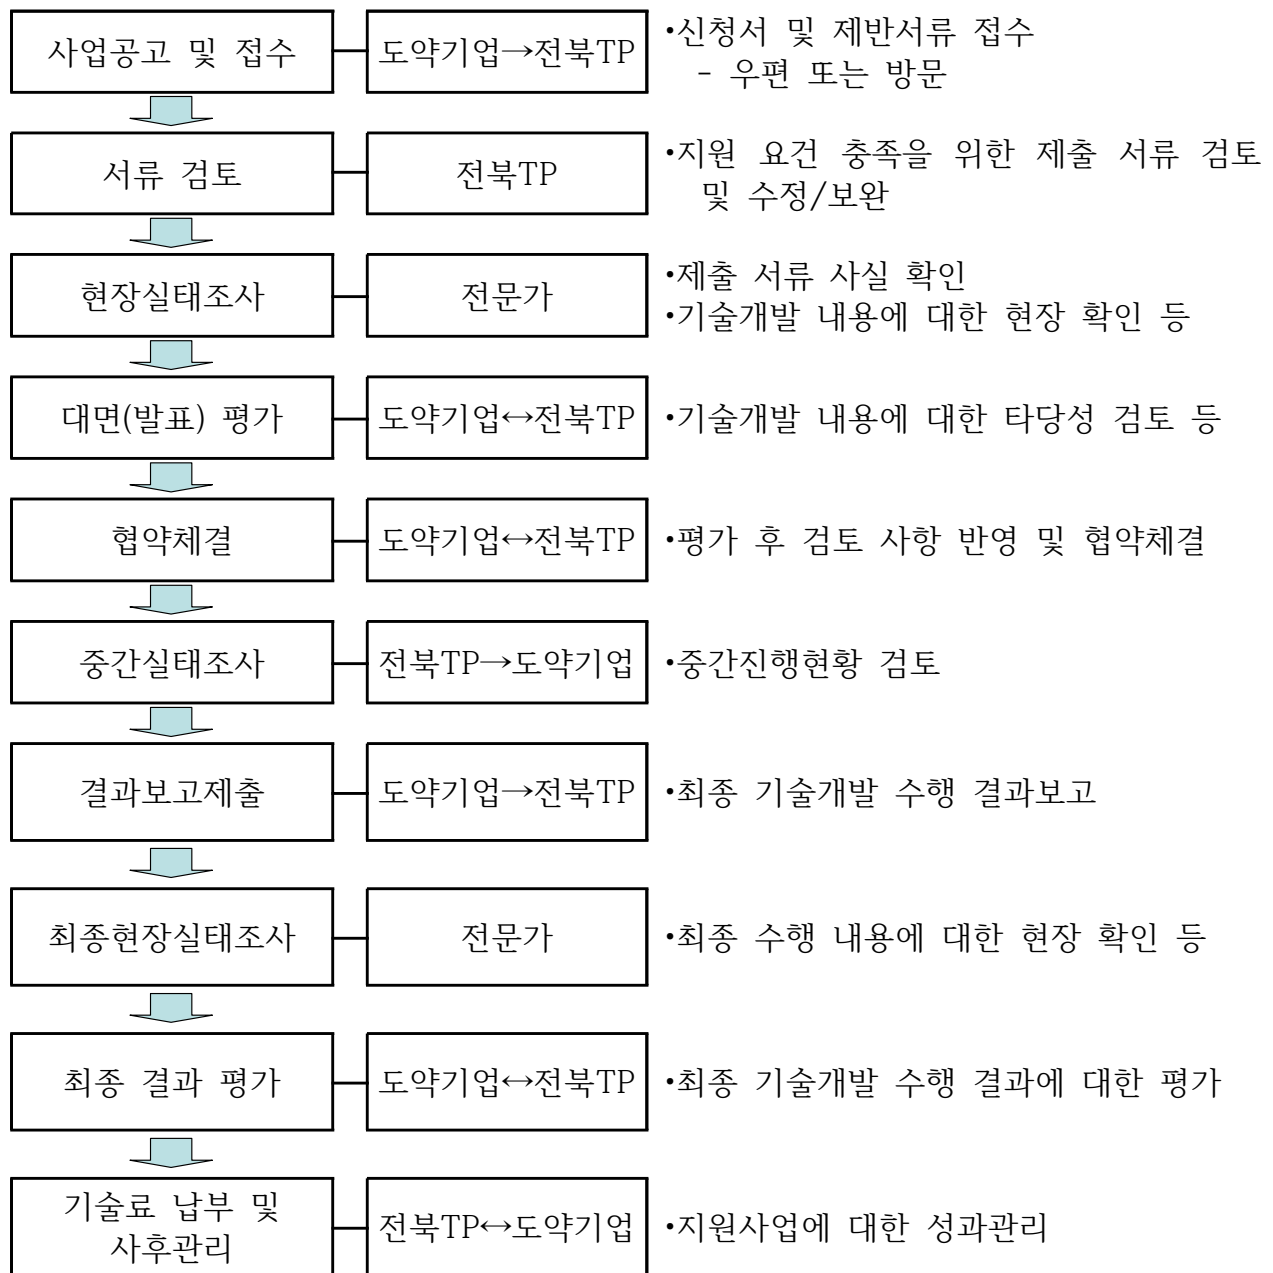 사업공고 및 접수
도약기업→전북TP
•신청서 및 제반서류 접수
- 우편 또는 방문
서류 검토
전북TP
•지원 요건 충족을 위한 제출 서류 검토
및 수정/보완
현장실태조사
전문가
•제출 서류 사실 확인
•기술개발 내용에 대한 현장 확인 등
대면(발표) 평가
도약기업↔전북TP
•기술개발 내용에 대한 타당성 검토 등
협약체결
도약기업↔전북TP
•평가 후 검토 사항 반영 및 협약체결
중간실태조사
전북TP→도약기업
•중간진행현황 검토
결과보고제출
도약기업→전북TP
•최종 기술개발 수행 결과보고
최종현장실태조사
전문가
•최종 수행 내용에 대한 현장 확인 등
최종 결과 평가
도약기업↔전북TP
•최종 기술개발 수행 결과에 대한 평가
기술료 납부 및
사후관리
전북TP↔도약기업
•지원사업에 대한 성과관리